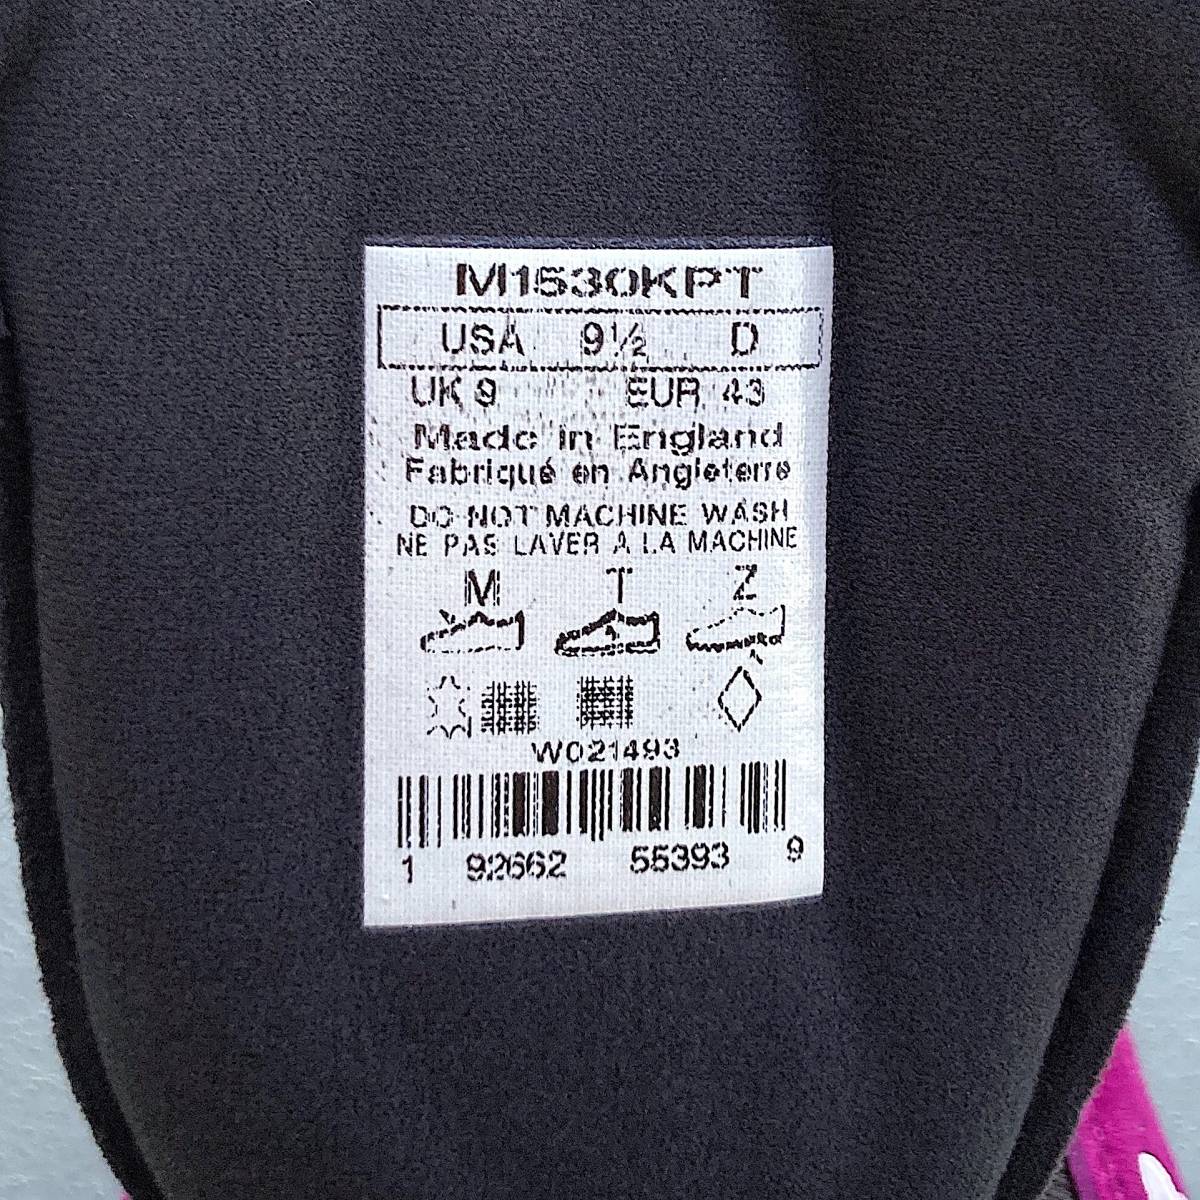 M1530KPT
USA 9½ D
UK 9 EUR 43
Made in England
Fabriqué en Angleterre
DO NOT MACHINE WASH
NE PAS LAVER A LA MACHINE
M T Z
W021493
1 92662 55393 9